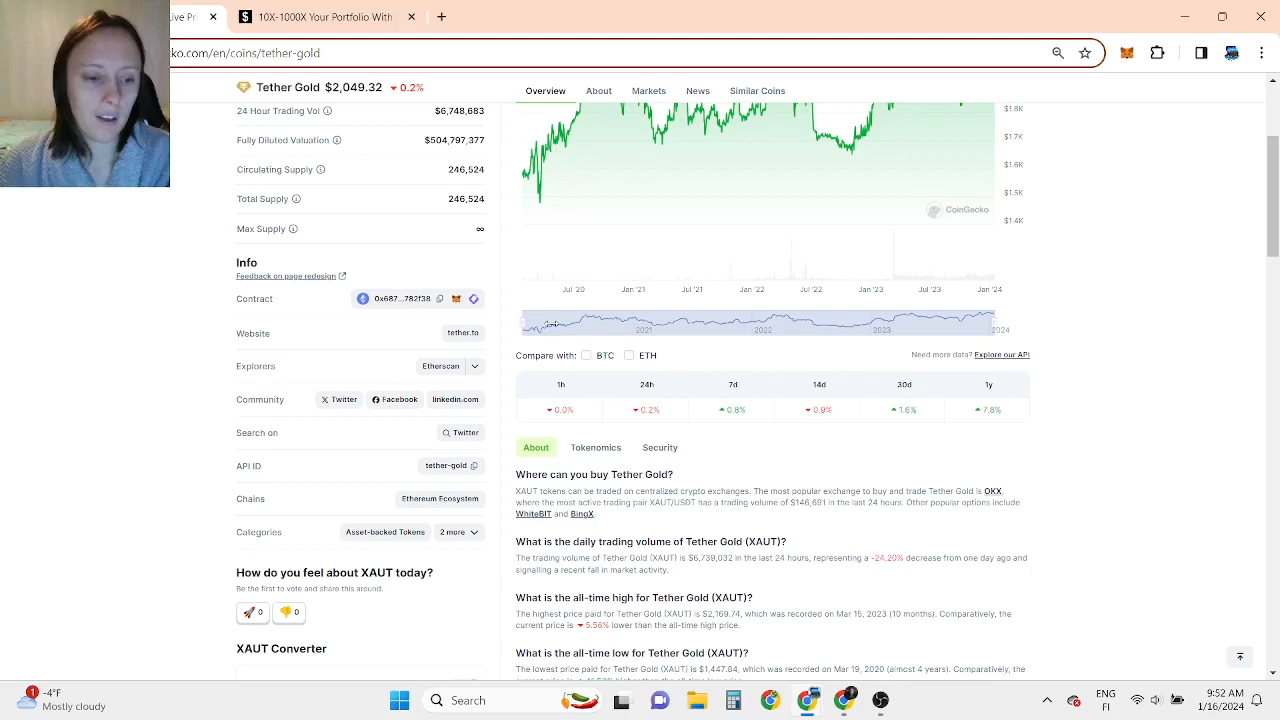 ive Pri
10X-100X YOUR PORTFOLIO WITH
ko.com/en/coins/tether-gold
Tether Gold $2,049.32 0.2%
Overview About Markets News Similar Coins
24 Hour Trading Vol $6,748,683
Fully Diluted Valuation $504,797,377
Circulating Supply 246,524
Total Supply 246,524
Max Supply ∞
Info
Feedback on page redesign
Contract 0x687...782f38
Website tether.to
Explorers Etherscan
Community Twitter Facebook linkedin.com
Search on Twitter
API ID tether-gold
Chains Ethereum Ecosystem
Categories Asset-backed Tokens 2 more
How do you feel about XAUT today?
Be the first to vote and share this around.
0 0
XAUT Converter
$1.8K
$1.7K
$1.6K
$1.5K
$1.4K
CoinGecko
Jul '20 Jan '21 Jul '21 Jan '22 Jul '22 Jan '23 Jul '23 Jan '24
2021 2022 2023 2024
Compare with: BTC ETH
Need more data? Explore our API
1h 24h 7d 14d 30d 1y
0.0% 0.2% 0.8% 0.9% 1.6% 7.8%
About Tokenomics Security
Where can you buy Tether Gold?
XAUT tokens can be traded on centralized crypto exchanges. The most popular exchange to buy and trade Tether Gold is OKX,
where the most active trading pair XAUT/USDT has a trading volume of $146,691 in the last 24 hours. Other popular options include
WhiteBIT and BingX.
What is the daily trading volume of Tether Gold (XAUT)?
The trading volume of Tether Gold (XAUT) is $6,739,032 in the last 24 hours, representing a -24.20% decrease from one day ago and
signalling a recent fall in market activity.
What is the all-time high for Tether Gold (XAUT)?
The highest price paid for Tether Gold (XAUT) is $2,169.74, which was recorded on Mar 15, 2023 (10 months). Comparatively, the
current price is 5.56% lower than the all-time high price.
What is the all-time low for Tether Gold (XAUT)?
The lowest price paid for Tether Gold (XAUT) is $1,447.84, which was recorded on Mar 19, 2020 (almost 4 years). Comparatively, the
1
-4°F
Mostly cloudy
Search
ENG
FI
9:52 AM
1/16/2024